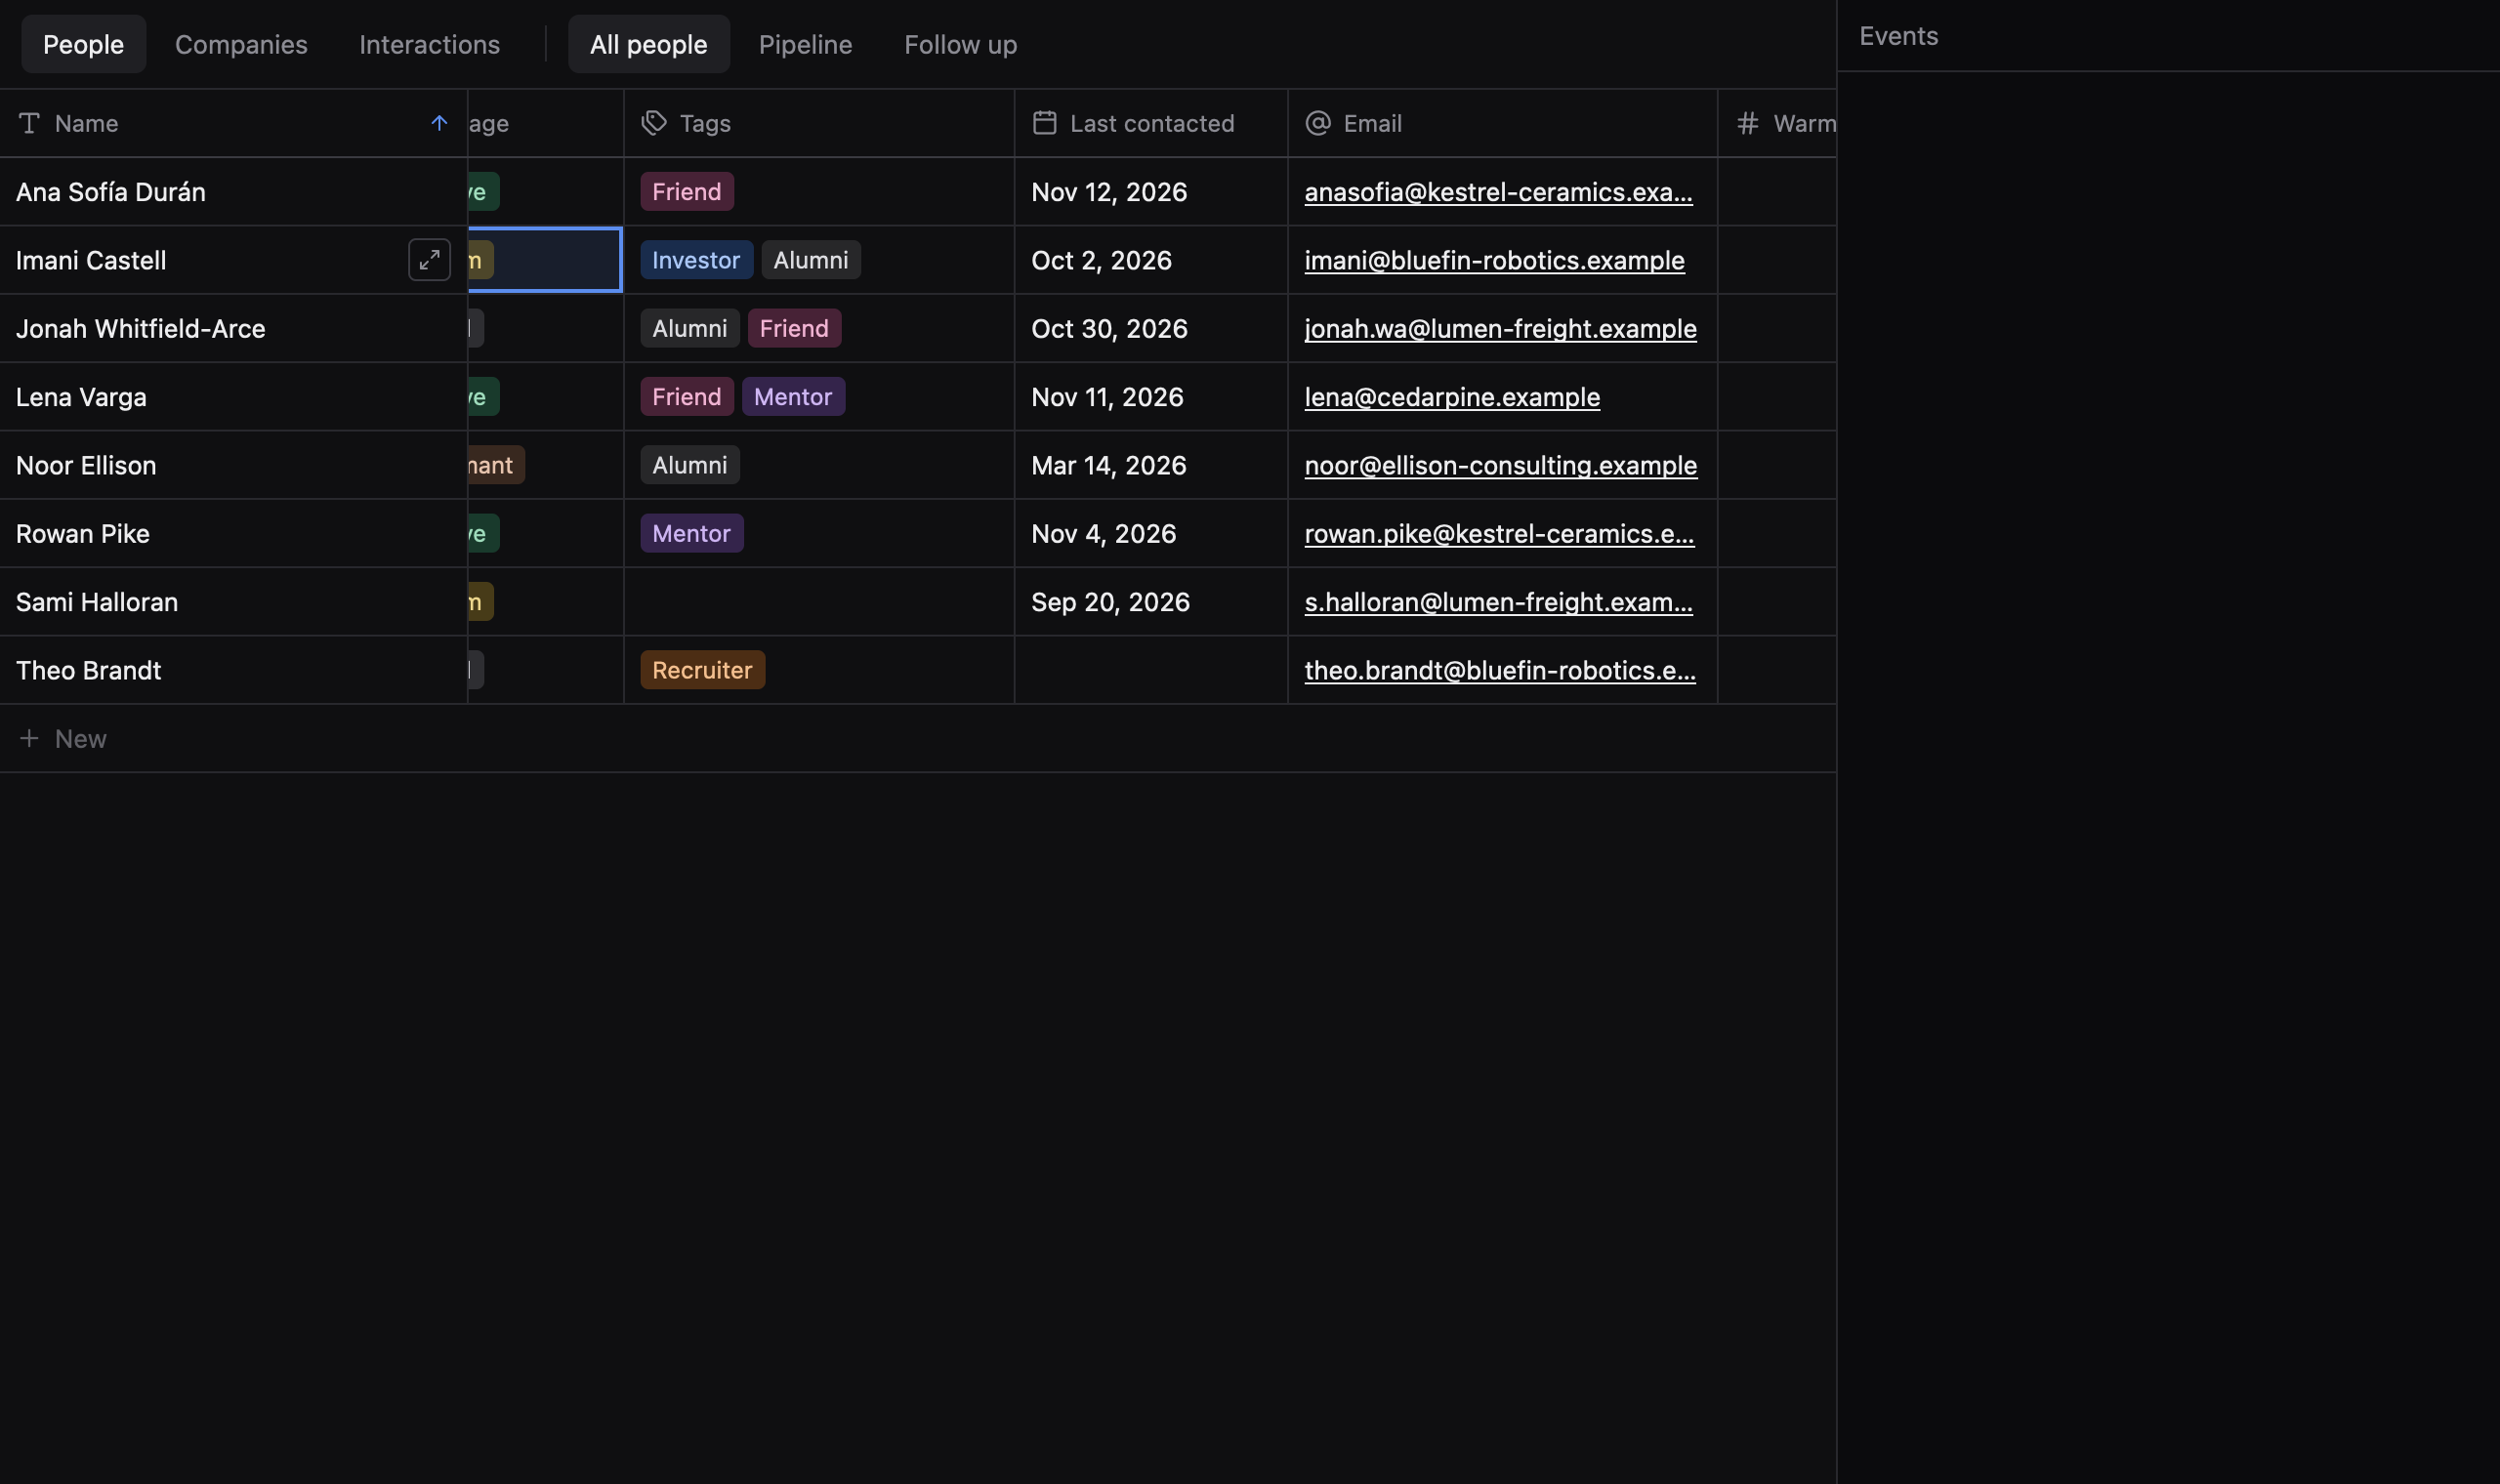 People Companies Interactions All people Pipeline Follow up Events
Name age Tags Last contacted Email Warm
Ana Sofía Durán ve Friend Nov 12, 2026 anasofia@kestrel-ceramics.exa...
Imani Castell m Investor Alumni Oct 2, 2026 imani@bluefin-robotics.example
Jonah Whitfield-Arce Alumni Friend Oct 30, 2026 jonah.wa@lumen-freight.example
Lena Varga ve Friend Mentor Nov 11, 2026 lena@cedarpine.example
Noor Ellison mant Alumni Mar 14, 2026 noor@ellison-consulting.example
Rowan Pike ve Mentor Nov 4, 2026 rowan.pike@kestrel-ceramics.e...
Sami Halloran m Sep 20, 2026 s.halloran@lumen-freight.exam...
Theo Brandt Recruiter theo.brandt@bluefin-robotics.e...
New